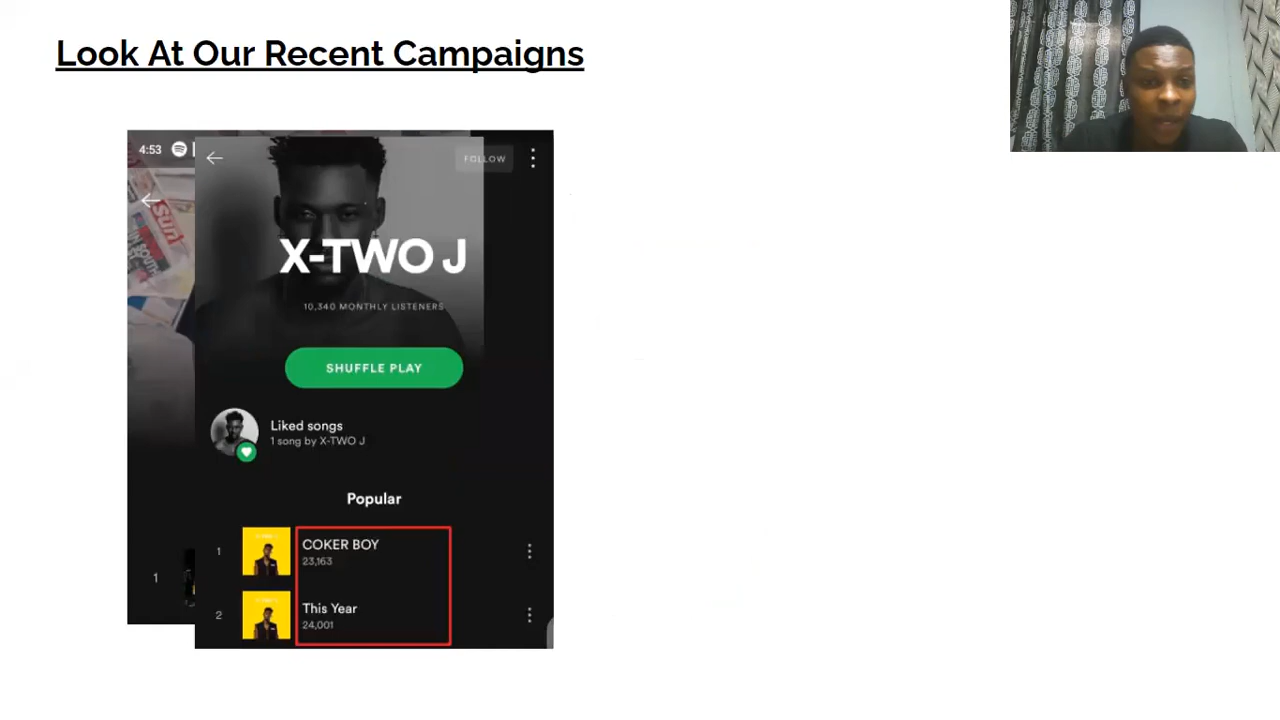 Look At Our Recent Campaigns
4:53
Sun
FOLLOW
X-TWO J
10,340 MONTHLY LISTENERS
SHUFFLE PLAY
Liked songs
1 song by X-TWO J
Popular
1
COKER BOY
23,163
1
2
This Year
24,001